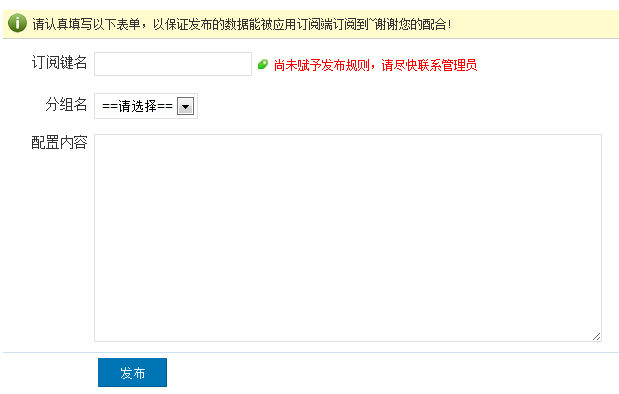 请认真填写以下表单，以保证发布的数据能被应用订阅端订阅到~谢谢您的配合!
订阅键名 尚未赋予发布规则，请尽快联系管理员
分组名 ==请选择==
配置内容
发布